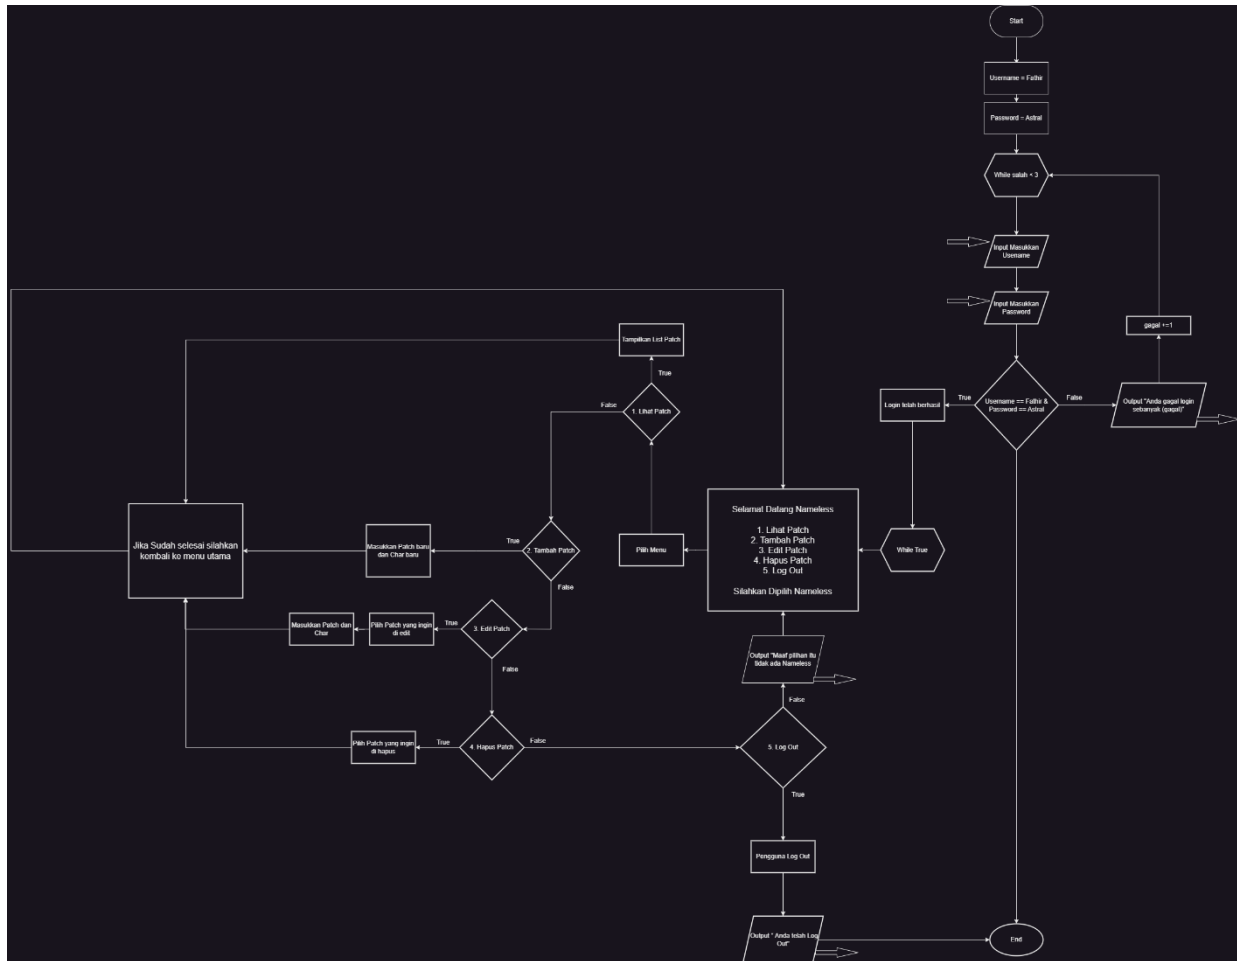 Start
Username = Fathir
Password = Astral
While salah < 3
Input Masukkan
Username
Input Masukkan
Password
gagal +=1
Username == Fathir &
Password == Astral
True
False
Login telah berhasil
Output "Anda gagal login
sebanyak (gagal)"
While True
Selamat Datang Nameless
1. Lihat Patch
2. Tambah Patch
3. Edit Patch
4. Hapus Patch
5. Log Out
Silahkan Dipilih Nameless
Pilih Menu
1. Lihat Patch
True
False
Tampilkan List Patch
2. Tambah Patch
True
False
Masukkan Patch baru
dan Char baru
Jika Sudah selesai silahkan
kembali ke menu utama
3. Edit Patch
True
False
Pilih Patch yang ingin
di edit
Masukkan Patch dan
Char
4. Hapus Patch
True
False
Pilih Patch yang ingin
di hapus
5. Log Out
False
True
Output "Maaf pilihan itu
tidak ada Nameless
Pengguna Log Out
Output " Anda telah Log
Out"
End